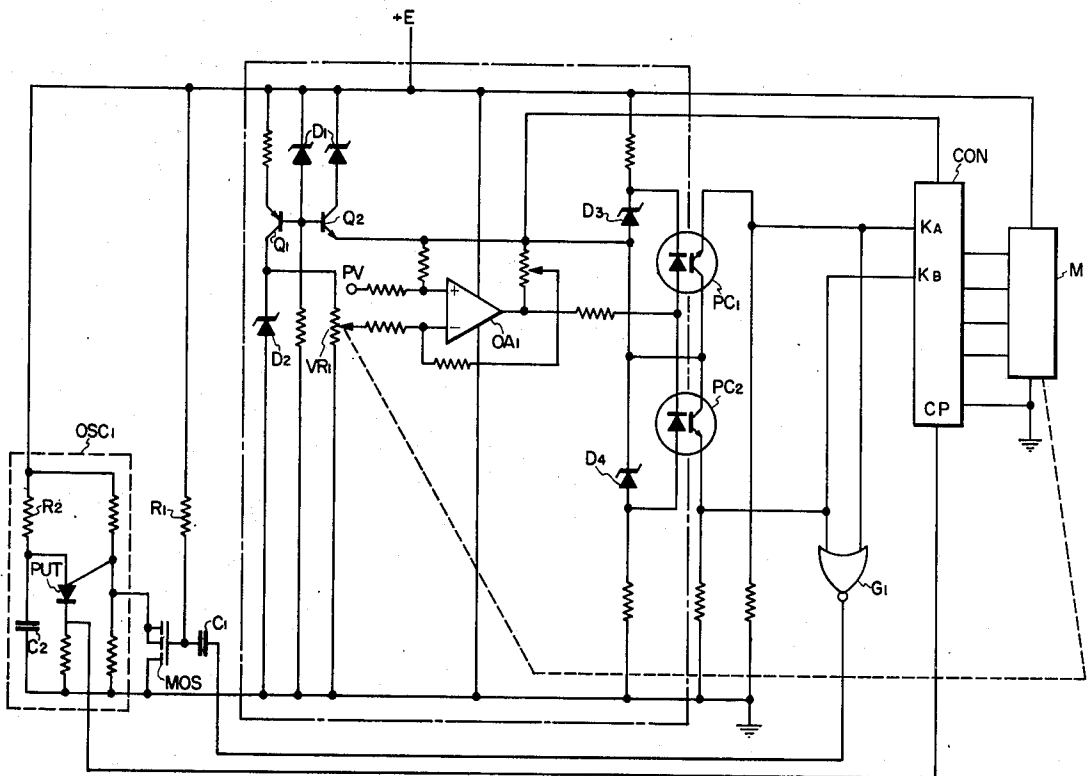 +E
D1
CON
Q2
D3
KA
Q1
PV
KB
M
PC1
+
-
OA1
D2
VR1
PC2
CP
OSC1
D4
R2
R1
PUT
G1
C1
C2
MOS